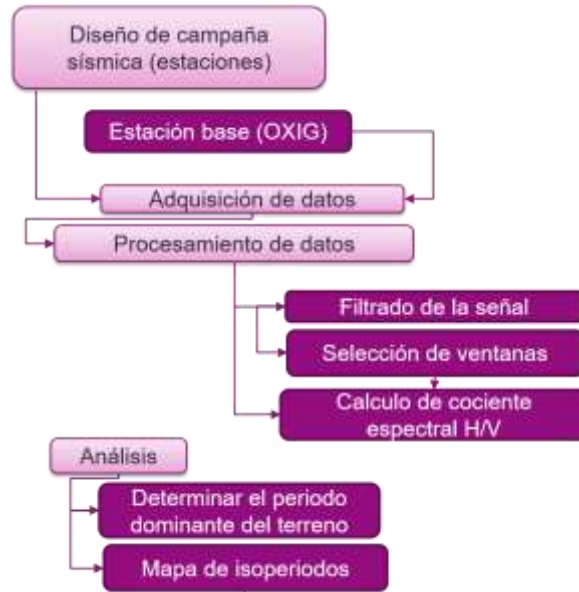 Diseño de campaña
sísmica (estaciones)
Estación base (OXIG)
Adquisición de datos
Procesamiento de datos
Filtrado de la señal
Selección de ventanas
Calculo de cociente
espectral H/V
Análisis
Determinar el periodo
dominante del terreno
Mapa de isoperiodos